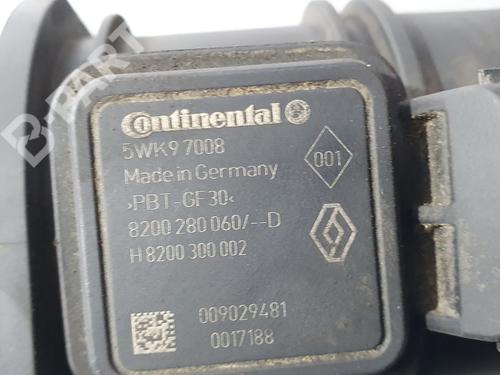 B-PART
Continental
5WK9 7008
001
Made in Germany
>PBT-GF30<
8200 280 060/--D
H 8200 300 002
009029481
0017188